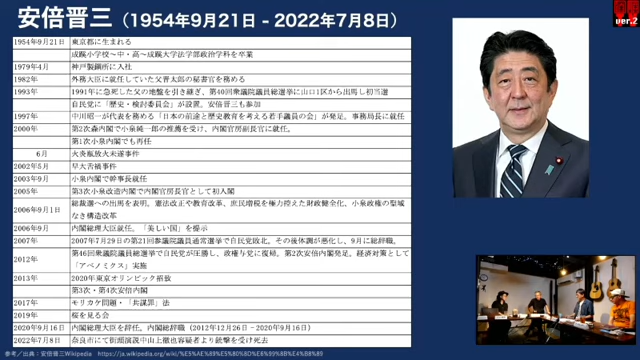 安倍晋三（1954年9月21日 - 2022年7月8日）
ver.2
1954年9月21日 東京都に生まれる
成蹊小学校～中・高～成蹊大学法学部政治学科を卒業
1979年4月 神戸製鋼所に入社
1982年 外務大臣に就任していた父晋太郎の秘書官を務める
1993年 1991年に急死した父の地盤を引き継ぎ、第40回衆議院議員総選挙に山口1区から出馬し初当選
自民党に「歴史・検討委員会」が設置。安倍晋三も参加
1997年 中川昭一が代表を務める「日本の前途と歴史教育を考える若手議員の会」が発足。事務局長に就任
2000年 第2次森内閣で小泉純一郎の推薦を受け、内閣官房副長官に就任。
第1次小泉内閣でも再任
6月 火炎瓶放火未遂事件
2002年5月 早大舌禍事件
2003年9月 小泉内閣で幹事長就任
2005年 第3次小泉改造内閣で内閣官房長官として初入閣
2006年9月1日 総裁選への出馬を表明。憲法改正や教育改革、庶民増税を極力控えた財政健全化、小泉政権の聖域
なき構造改革
2006年9月 内閣総理大臣就任。「美しい国」を提示
2007年 2007年7月29日の第21回参議院議員通常選挙で自民党敗北。その後体調が悪化し、9月に総辞職。
2012年 第46回衆議院議員総選挙で自民党が圧勝し、政権与党に復帰。第2次安倍内閣発足。経済対策として
「アベノミクス」実施
2013年 2020年東京オリンピック招致
第3次・第4次安倍内閣
2017年 モリカケ問題・「共謀罪」法
2019年 桜を見る会
2020年9月16日 内閣総理大臣を辞任。内閣総辞職（2012年12月26日－2020年9月16日）
2022年7月8日 奈良市にて街頭演説中山上徹也容疑者より銃撃を受け死去
参考／出典：安倍晋三Wikipedia https://ja.wikipedia.org/wiki/%E5%AE%89%E5%80%8D%E6%99%8B%E4%B8%89